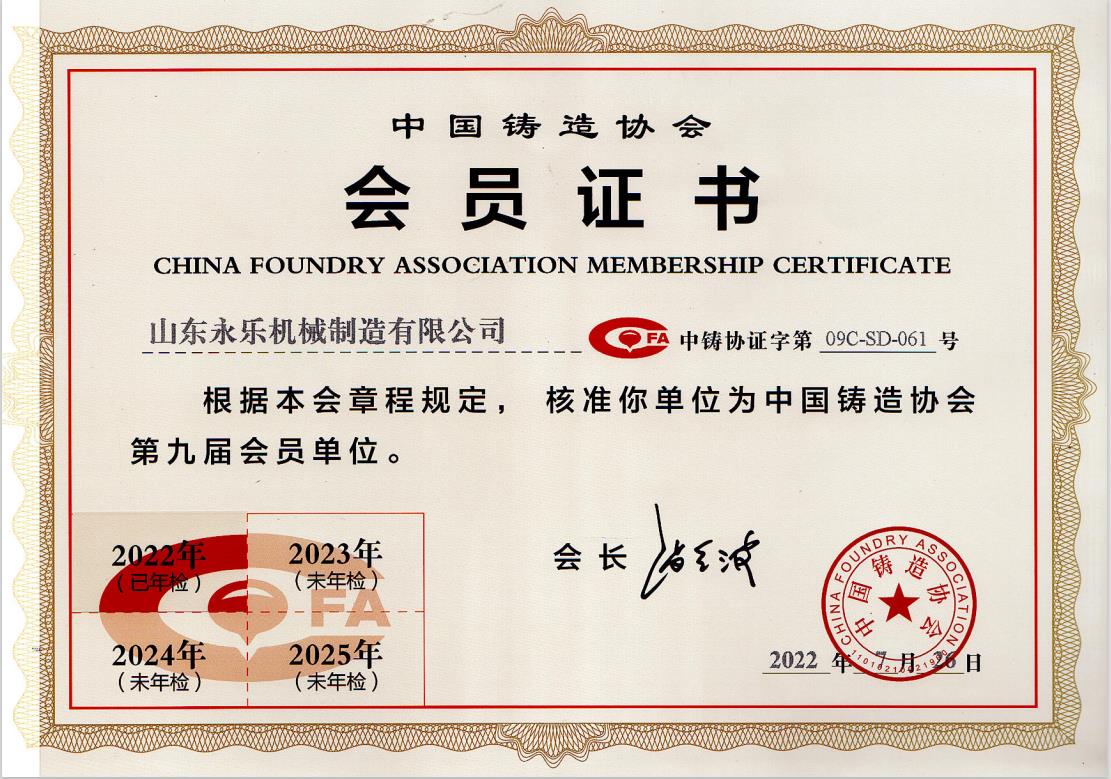 中国铸造协会
会员证书
CHINA FOUNDRY ASSOCIATION MEMBERSHIP CERTIFICATE
山东永乐机械制造有限公司
CFA 中铸协证字第 09C-SD-061 号
根据本会章程规定， 核准你单位为中国铸造协会
第九届会员单位。
2022年 2023年
（已年检） （未年检）
CFA
2024年 2025年
（未年检） （未年检）
会长
CHINA FOUNDRY ASSOCIATION
中国铸造协会
2022 年 7 月 26 日